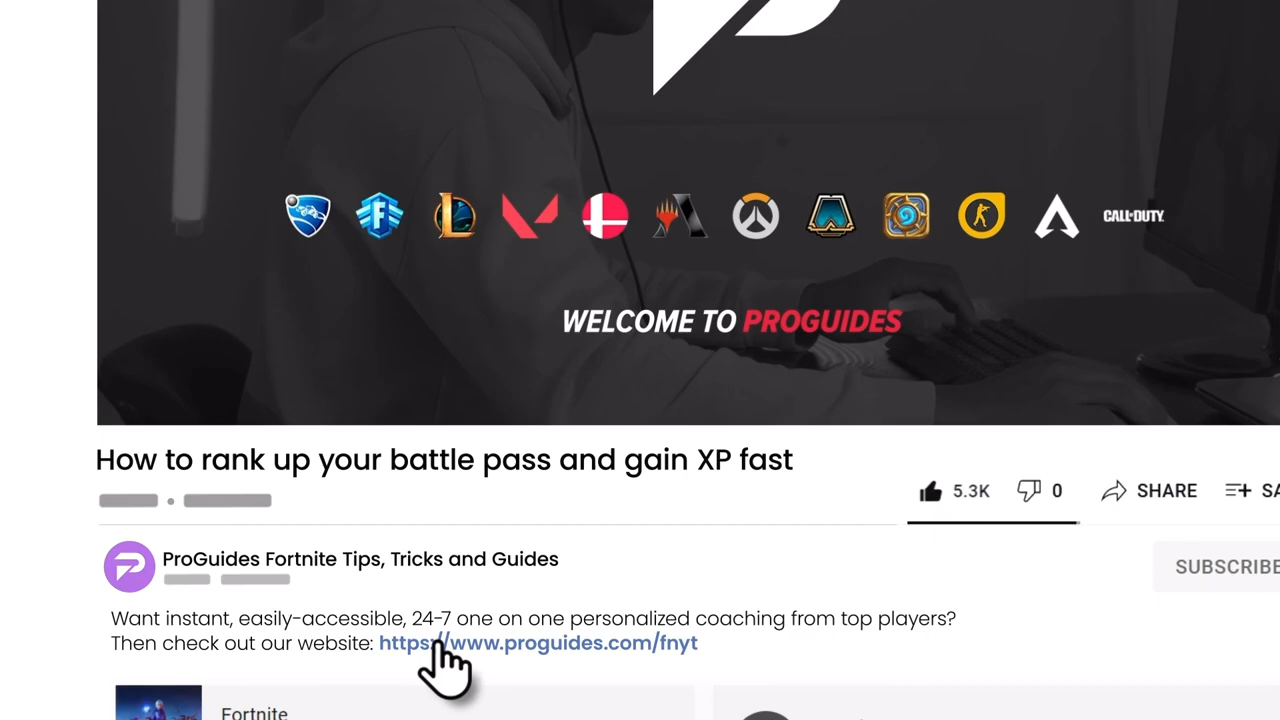 CALL OF DUTY
WELCOME TO PROGUIDES
How to rank up your battle pass and gain XP fast
5.3K 0 SHARE SA
ProGuides Fortnite Tips, Tricks and Guides
SUBSCRIBE
Want instant, easily-accessible, 24-7 one on one personalized coaching from top players?
Then check out our website: https://www.proguides.com/fnyt
Fortnite